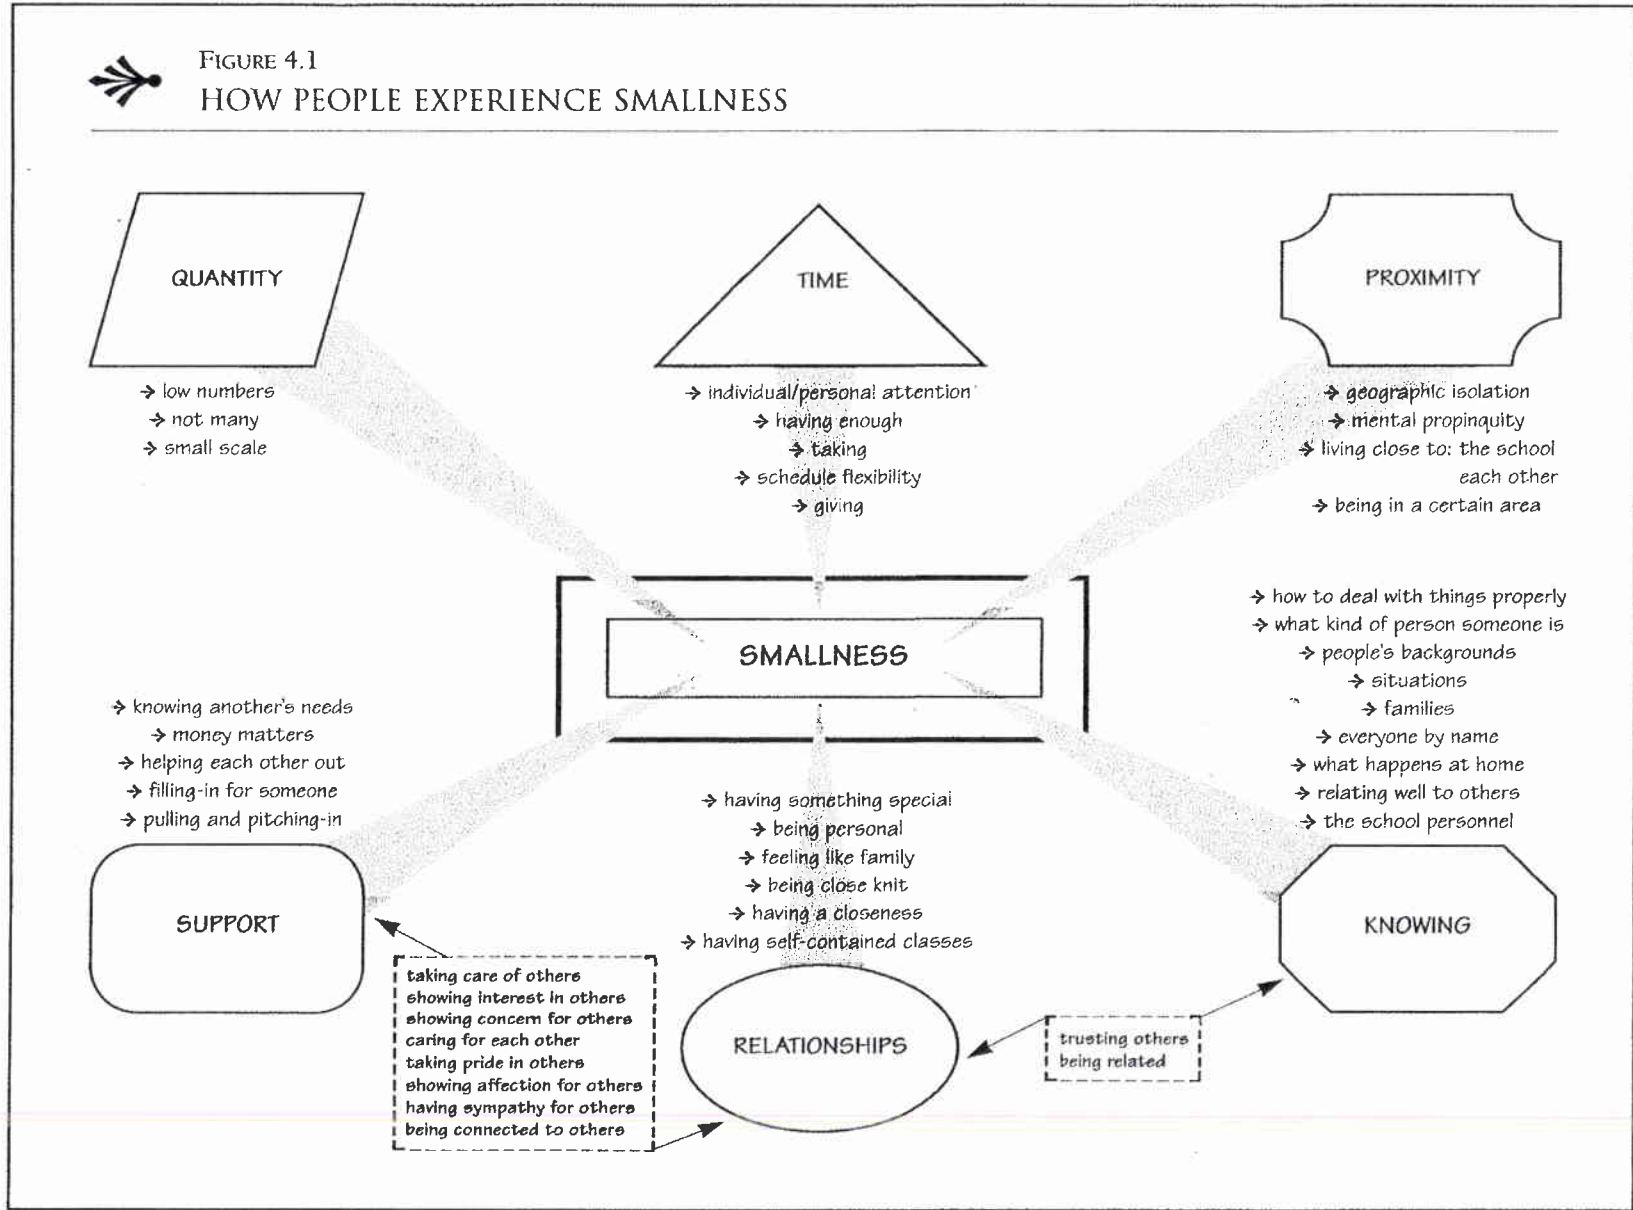 FIGURE 4.1
HOW PEOPLE EXPERIENCE SMALLNESS
QUANTITY
→ low numbers
→ not many
→ small scale
TIME
→ individual/personal attention
→ having enough
→ taking
→ schedule flexibility
→ giving
PROXIMITY
→ geographic isolation
→ mental propinquity
→ living close to: the school
each other
→ being in a certain area
SMALLNESS
→ knowing another's needs
→ money matters
→ helping each other out
→ filling-in for someone
→ pulling and pitching-in
SUPPORT
→ having something special
→ being personal
→ feeling like family
→ being close knit
→ having a closeness
→ having self-contained classes
RELATIONSHIPS
→ how to deal with things properly
→ what kind of person someone is
→ people's backgrounds
→ situations
→ families
→ everyone by name
→ what happens at home
→ relating well to others
→ the school personnel
KNOWING
taking care of others
showing interest in others
showing concern for others
caring for each other
taking pride in others
showing affection for others
having sympathy for others
being connected to others
trusting others
being related